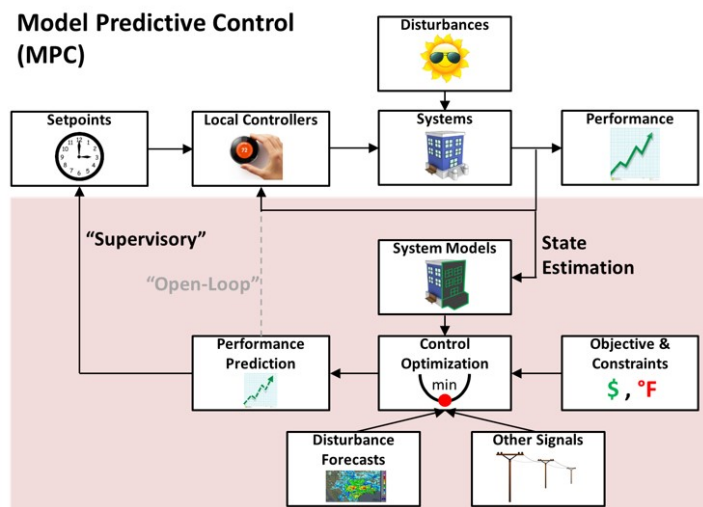 Model Predictive Control
(MPC)
Disturbances
Setpoints
Local Controllers
Systems
Performance
"Supervisory"
"Open-Loop"
System Models
State
Estimation
Performance
Prediction
Control
Optimization
min
Objective &
Constraints
$ , °F
Disturbance
Forecasts
Other Signals